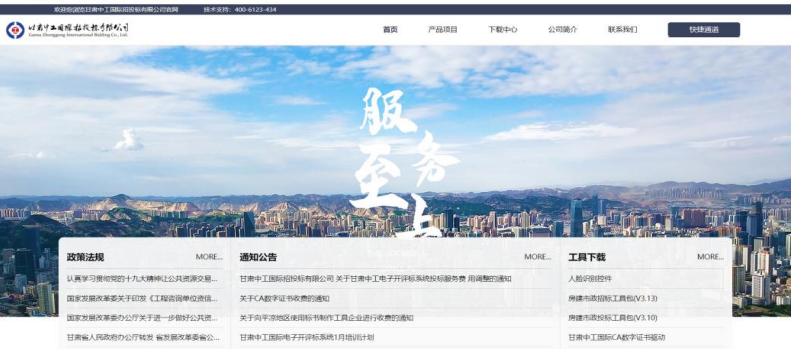 欢迎您浏览甘肃中工国际招投标有限公司官网 技术支持：400-6123-434
甘肃中工国际招投标有限公司
Gansu Zhonggong International Bidding Co., Ltd.
首页 产品项目 下载中心 公司简介 联系我们 快捷通道
服务
至上
政策法规 MORE...
认真学习贯彻党的十九大精神让公共资源交易...
国家发展改革委关于印发《工程咨询单位资信...
国家发展改革委办公厅关于进一步做好公共资...
甘肃省人民政府办公厅转发 省发展改革委省公...
通知公告 MORE...
甘肃中工国际招投标有限公司 关于甘肃中工电子开评标系统投标服务费 用调整的通知
关于CA数字证书收费的通知
关于向平凉地区使用标书制作工具企业进行收费的通知
甘肃中工国际电子开评标系统1月培训计划
工具下载 MORE...
人脸识别控件
房建市政招标工具包(V3.13)
房建市政投标工具包(V3.10)
甘肃中工国际CA数字证书驱动